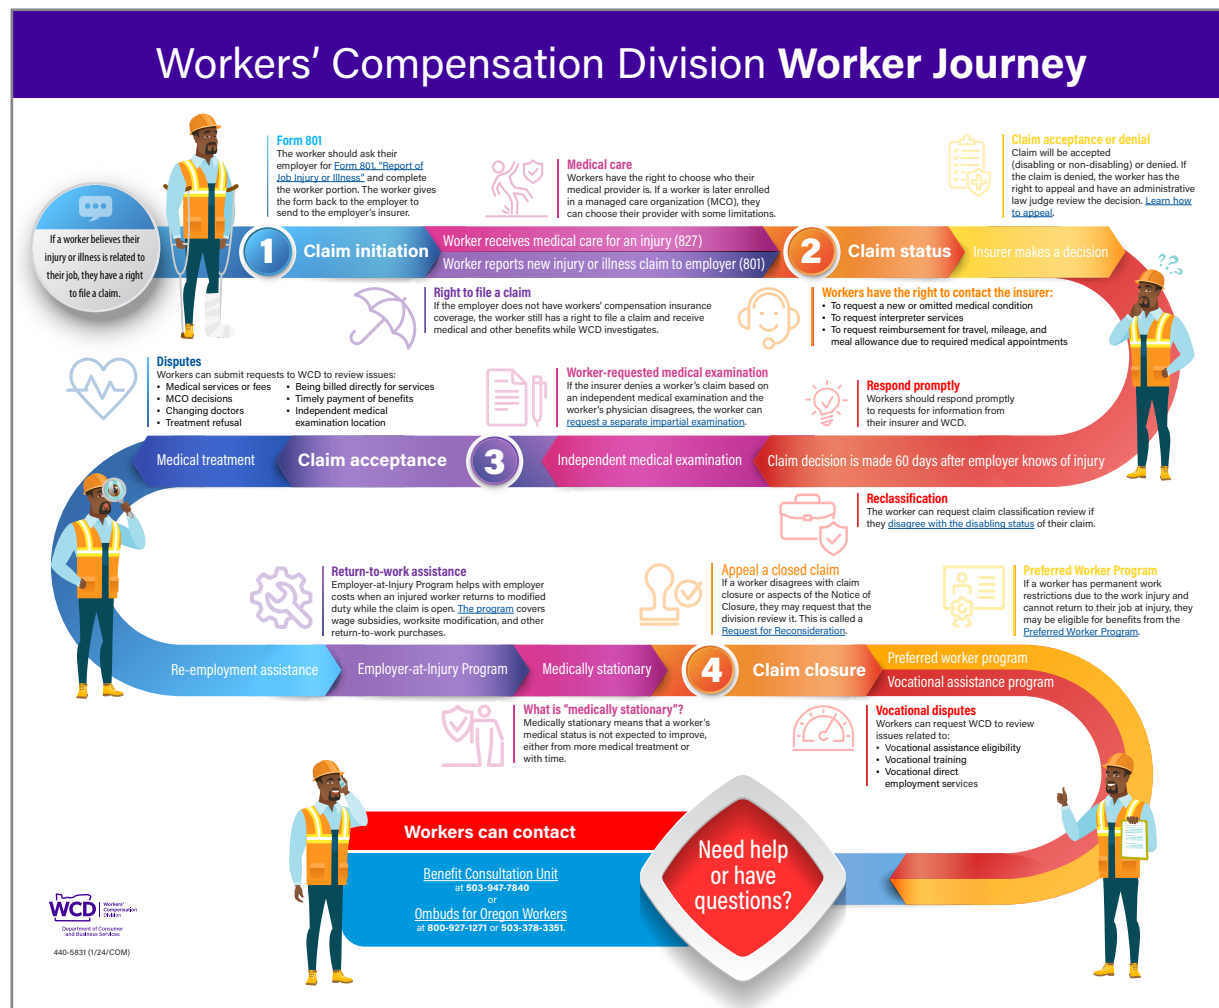 Workers' Compensation Division Worker Journey
If a worker believes their
injury or illness is related to
their job, they have a right
to file a claim.
Form 801
The worker should ask their
employer for Form 801, "Report of
Job Injury or Illness" and complete
the worker portion. The worker gives
the form back to the employer to
send to the employer's insurer.
Medical care
Workers have the right to choose who their
medical provider is. If a worker is later enrolled
in a managed care organization (MCO), they
can choose their provider with some limitations.
Claim acceptance or denial
Claim will be accepted
(disabling or non-disabling) or denied. If
the claim is denied, the worker has the
right to appeal and have an administrative
law judge review the decision. Learn how
to appeal.
1 Claim initiation
Worker receives medical care for an injury (827)
Worker reports new injury or illness claim to employer (801)
2 Claim status
Insurer makes a decision
???
Right to file a claim
If the employer does not have workers' compensation insurance
coverage, the worker still has a right to file a claim and receive
medical and other benefits while WCD investigates.
Workers have the right to contact the insurer:
• To request a new or omitted medical condition
• To request interpreter services
• To request reimbursement for travel, mileage, and
meal allowance due to required medical appointments
Disputes
Workers can submit requests to WCD to review issues:
• Medical services or fees
• MCO decisions
• Changing doctors
• Treatment refusal
• Being billed directly for services
• Timely payment of benefits
• Independent medical
examination location
Worker-requested medical examination
If the insurer denies a worker's claim based on
an independent medical examination and the
worker's physician disagrees, the worker can
request a separate impartial examination.
Respond promptly
Workers should respond promptly
to requests for information from
their insurer and WCD.
Medical treatment
Claim acceptance 3
Independent medical examination
Claim decision is made 60 days after employer knows of injury
Reclassification
The worker can request claim classification review if
they disagree with the disabling status of their claim.
Return-to-work assistance
Employer-at-Injury Program helps with employer
costs when an injured worker returns to modified
duty while the claim is open. The program covers
wage subsidies, worksite modification, and other
return-to-work purchases.
Appeal a closed claim
If a worker disagrees with claim
closure or aspects of the Notice of
Closure, they may request that the
division review it. This is called a
Request for Reconsideration.
Preferred Worker Program
If a worker has permanent work
restrictions due to the work injury and
cannot return to their job at injury, they
may be eligible for benefits from the
Preferred Worker Program.
Re-employment assistance
Employer-at-Injury Program
Medically stationary
4 Claim closure
Preferred worker program
Vocational assistance program
What is "medically stationary"?
Medically stationary means that a worker's
medical status is not expected to improve,
either from more medical treatment or
with time.
Vocational disputes
Workers can request WCD to review
issues related to:
• Vocational assistance eligibility
• Vocational training
• Vocational direct
employment services
Workers can contact
Benefit Consultation Unit
at 503-947-7840
or
Ombuds for Oregon Workers
at 800-927-1271 or 503-378-3351.
Need help
or have
questions?
WCD
Workers'
Compensation
Division
Department of Consumer
and Business Services
440-5831 (1/24/COM)